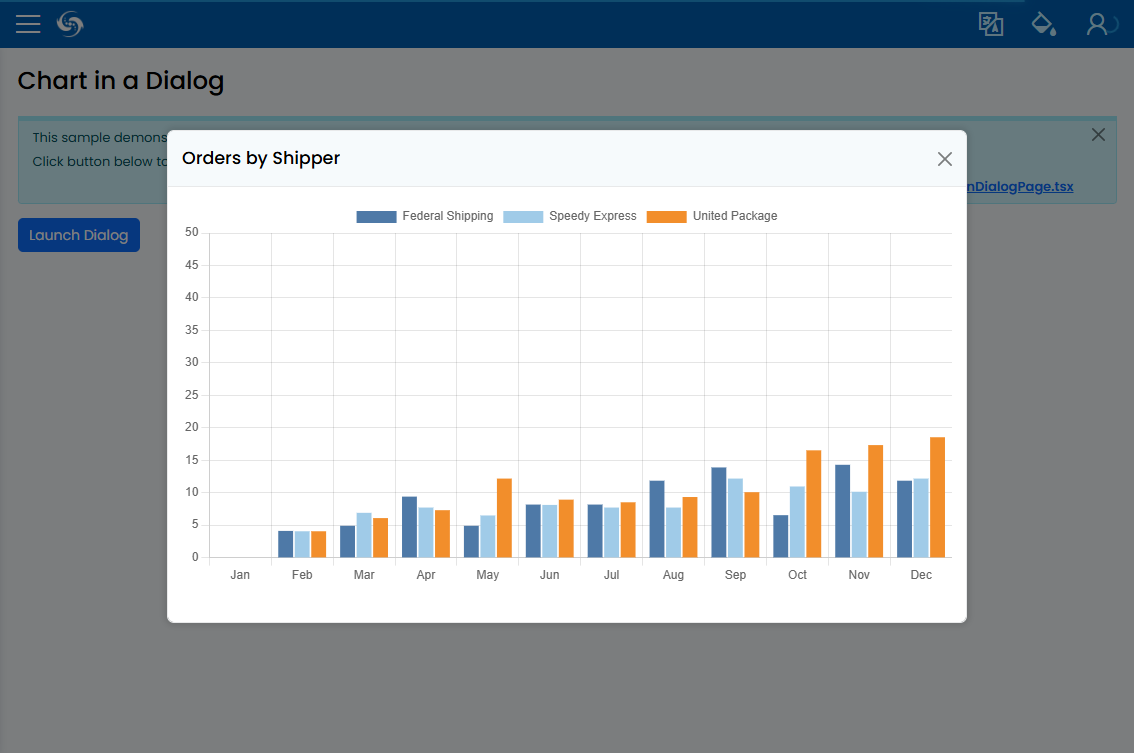 Chart in a Dialog
This sample demons
Click button below to
nDialogPage.tsx
Launch Dialog
Orders by Shipper
Federal Shipping Speedy Express United Package
50
45
40
35
30
25
20
15
10
5
0
Jan Feb Mar Apr May Jun Jul Aug Sep Oct Nov Dec